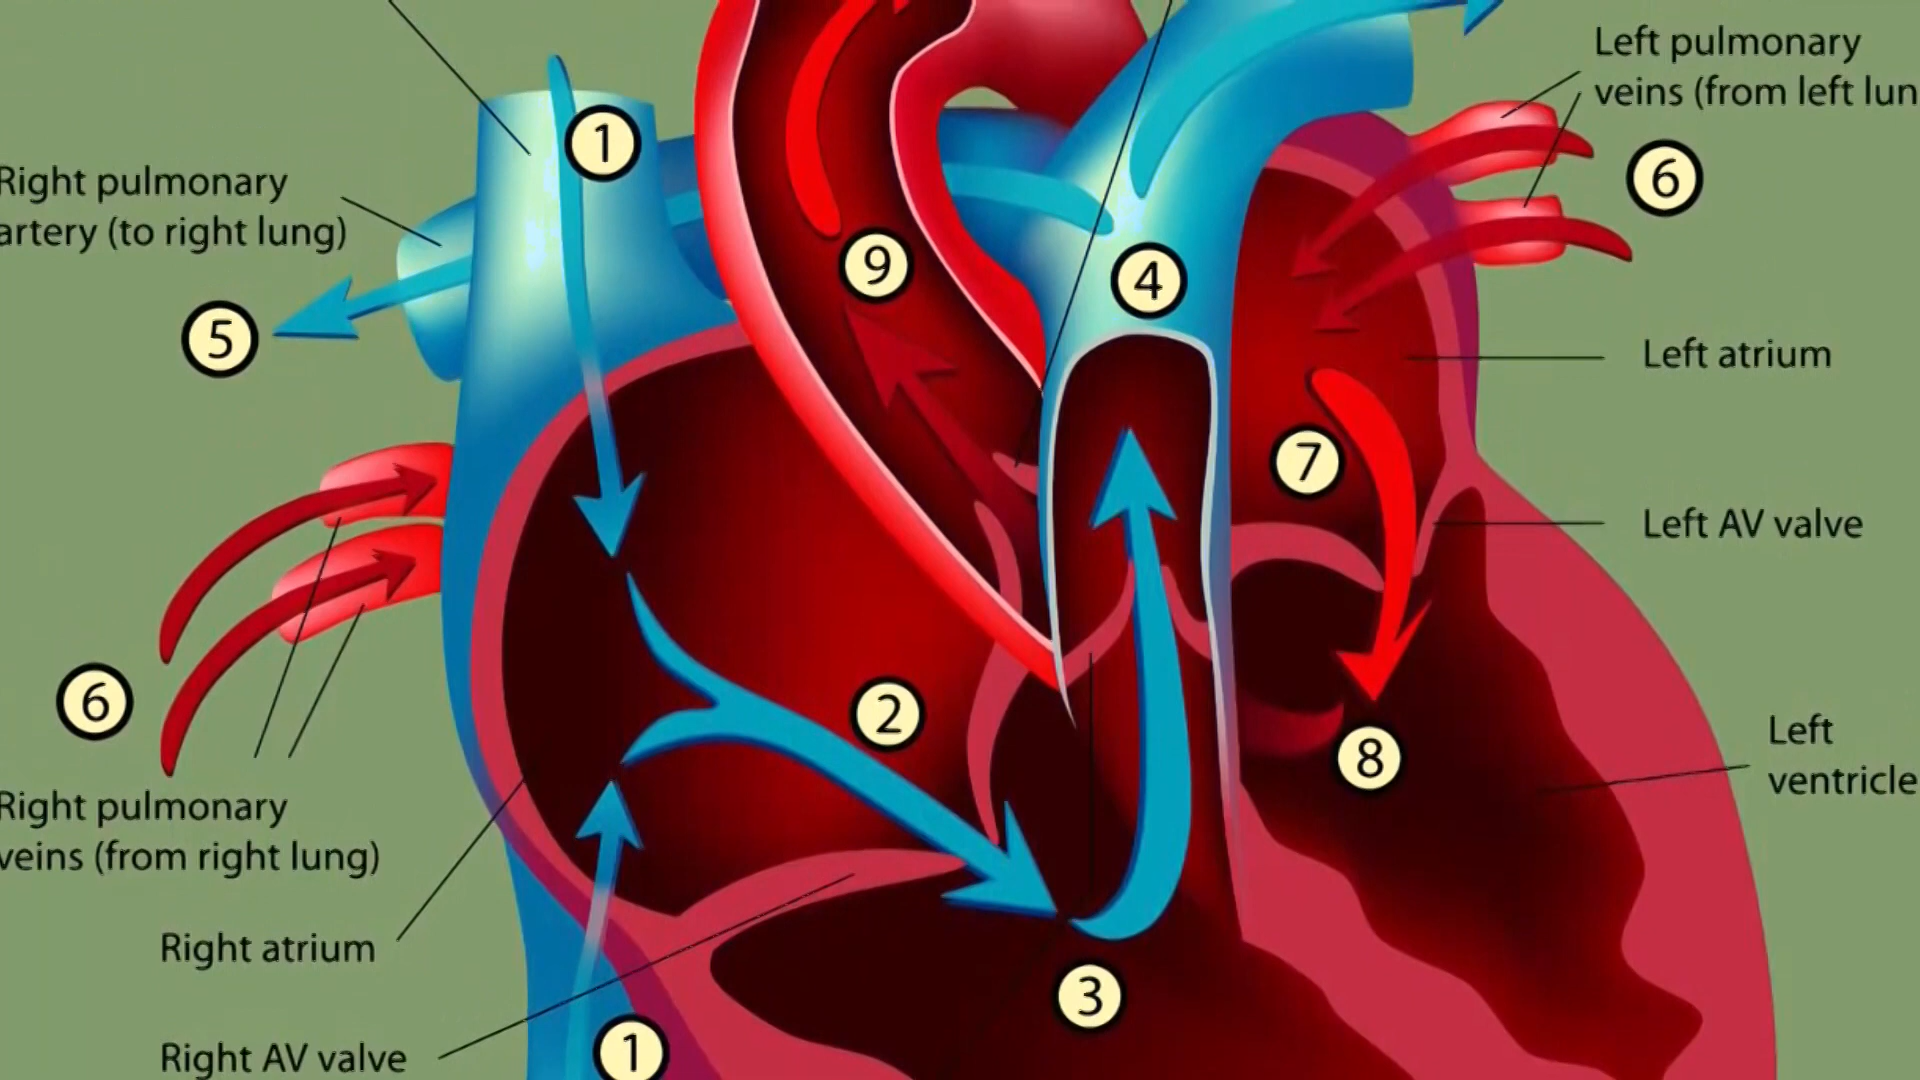 Left pulmonary
veins (from left lun
1
6
Right pulmonary
artery (to right lung)
9
4
5
Left atrium
7
Left AV valve
6
2
8
Left
ventricle
Right pulmonary
veins (from right lung)
Right atrium
3
Right AV valve
1